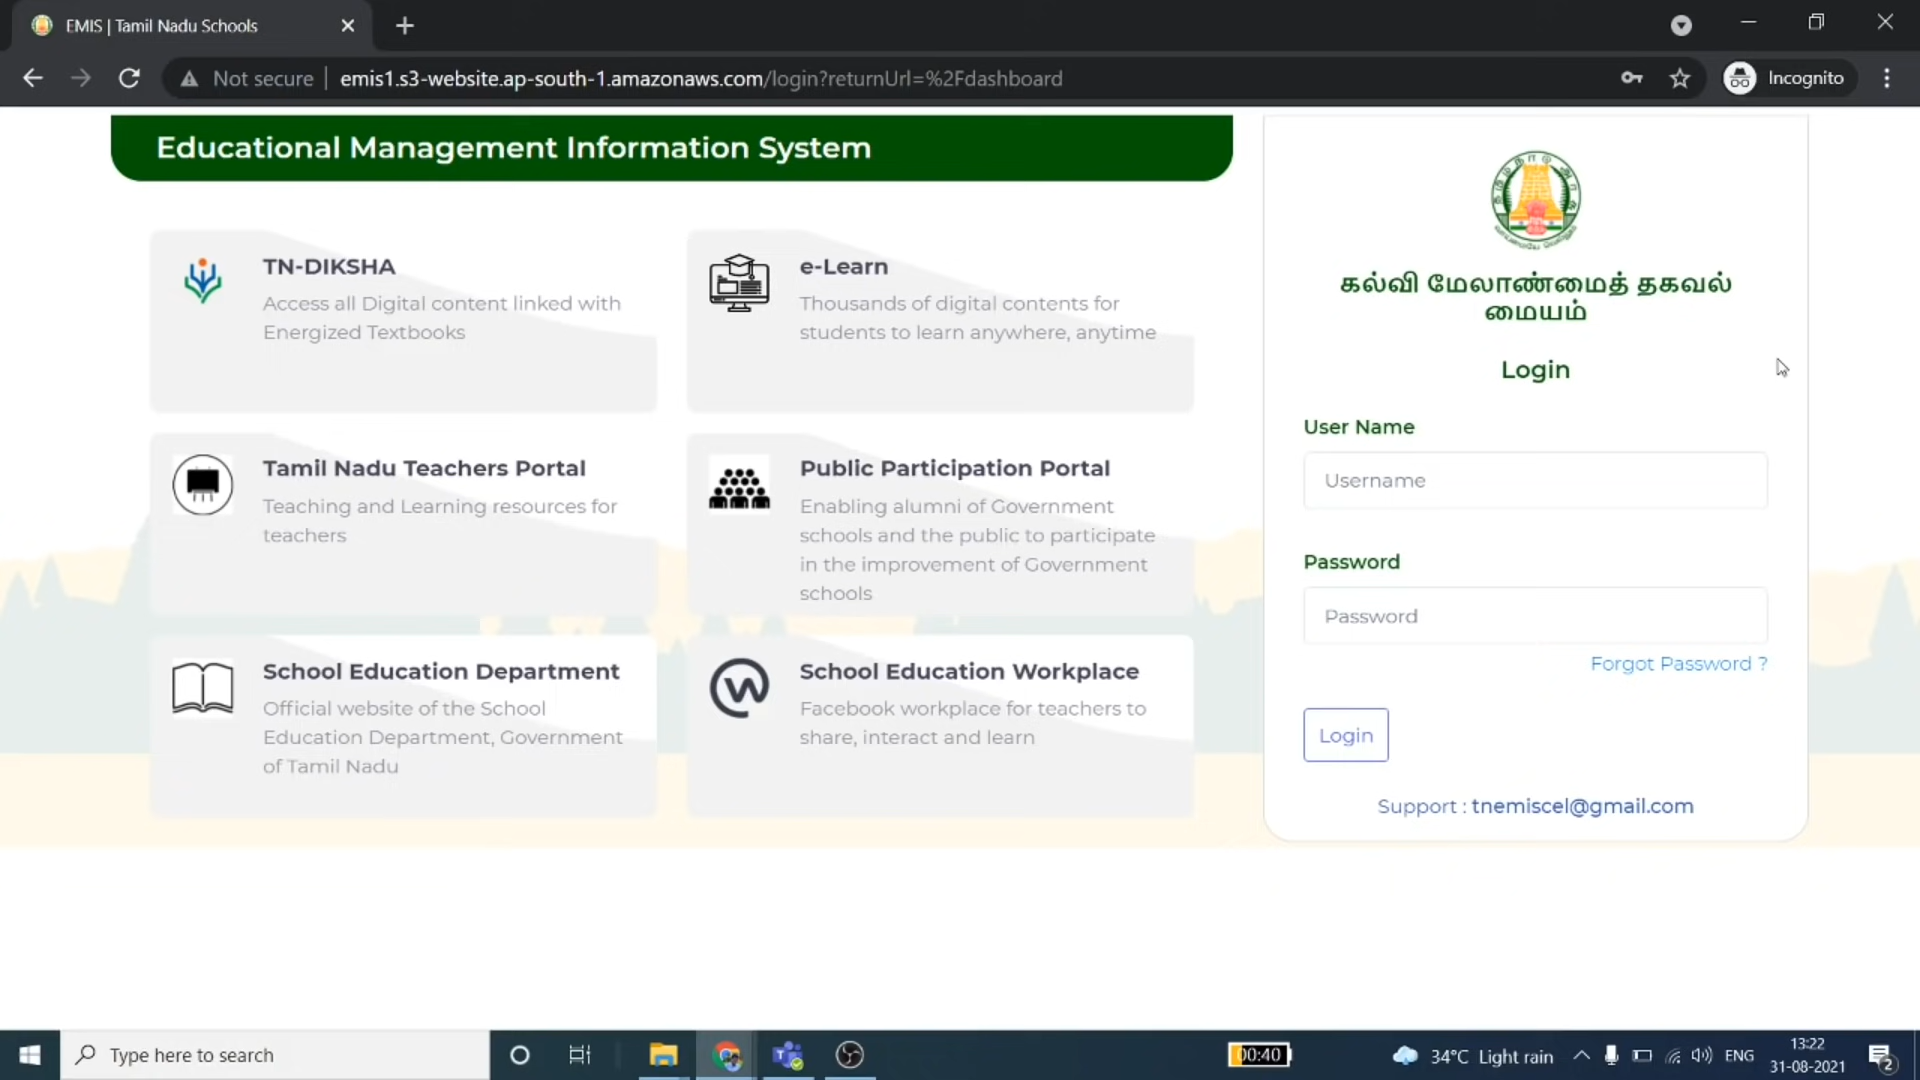 EMIS | Tamil Nadu Schools
Not secure
emis1.s3-website.ap-south-1.amazonaws.com/login?returnUrl=%2Fdashboard
Incognito
Educational Management Information System
TN-DIKSHA
Access all Digital content linked with
Energized Textbooks
e-Learn
Thousands of digital contents for
students to learn anywhere, anytime
Tamil Nadu Teachers Portal
Teaching and Learning resources for
teachers
Public Participation Portal
Enabling alumni of Government
schools and the public to participate
in the improvement of Government
schools
School Education Department
Official website of the School
Education Department, Government
of Tamil Nadu
School Education Workplace
Facebook workplace for teachers to
share, interact and learn
கல்வி மேலாண்மைத் தகவல்
மையம்
Login
User Name
Username
Password
Password
Forgot Password ?
Login
Support : tnemiscel@gmail.com
Type here to search
00:40
34°C Light rain
ENG
13:22
31-08-2021
2